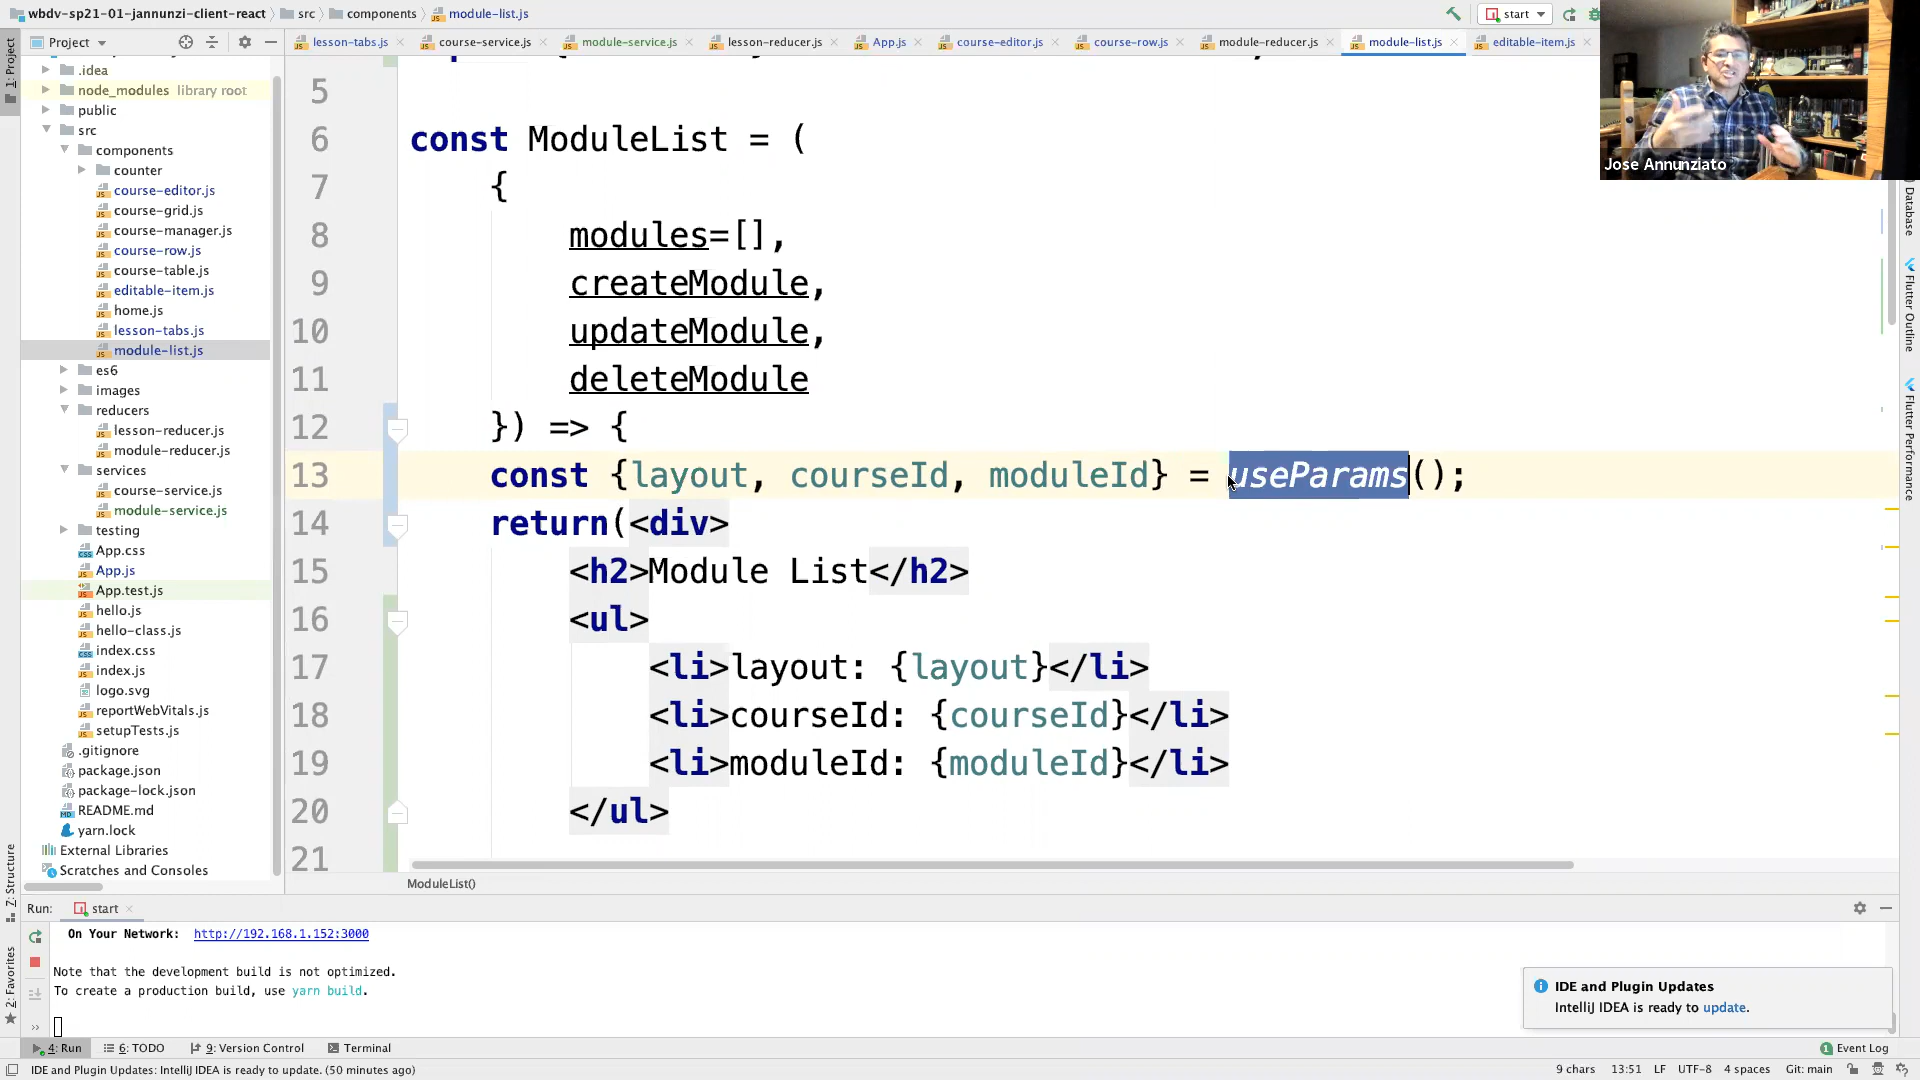 wbdv-sp21-01-jannunzi-client-react src components module-list.js
start
Project
lesson-tabs.js course-service.js module-service.js lesson-reducer.js App.js course-editor.js course-row.js module-reducer.js module-list.js editable-item.js
1: Project
.idea
node_modules library root
public
src
components
counter
course-editor.js
course-grid.js
course-manager.js
course-row.js
course-table.js
editable-item.js
home.js
lesson-tabs.js
module-list.js
es6
images
reducers
lesson-reducer.js
module-reducer.js
services
course-service.js
module-service.js
testing
App.css
App.js
App.test.js
hello.js
hello-class.js
index.css
index.js
logo.svg
reportWebVitals.js
setupTests.js
.gitignore
package.json
package-lock.json
README.md
yarn.lock
External Libraries
Scratches and Consoles
5
6 const ModuleList = (
7 {
8 modules=[],
9 createModule,
10 updateModule,
11 deleteModule
12 }) => {
13 const {layout, courseId, moduleId} = useParams();
14 return(<div>
15 <h2>Module List</h2>
16 <ul>
17 <li>layout: {layout}</li>
18 <li>courseId: {courseId}</li>
19 <li>moduleId: {moduleId}</li>
20 </ul>
21
ModuleList()
Jose Annunziato
Database
Flutter Outline
Flutter Performance
Z: Structure
2: Favorites
Run: start
On Your Network: http://192.168.1.152:3000
Note that the development build is not optimized.
To create a production build, use yarn build.
IDE and Plugin Updates
IntelliJ IDEA is ready to update.
4: Run 6: TODO 9: Version Control Terminal
1 Event Log
IDE and Plugin Updates: IntelliJ IDEA is ready to update. (50 minutes ago)
9 chars 13:51 LF UTF-8 4 spaces Git: main